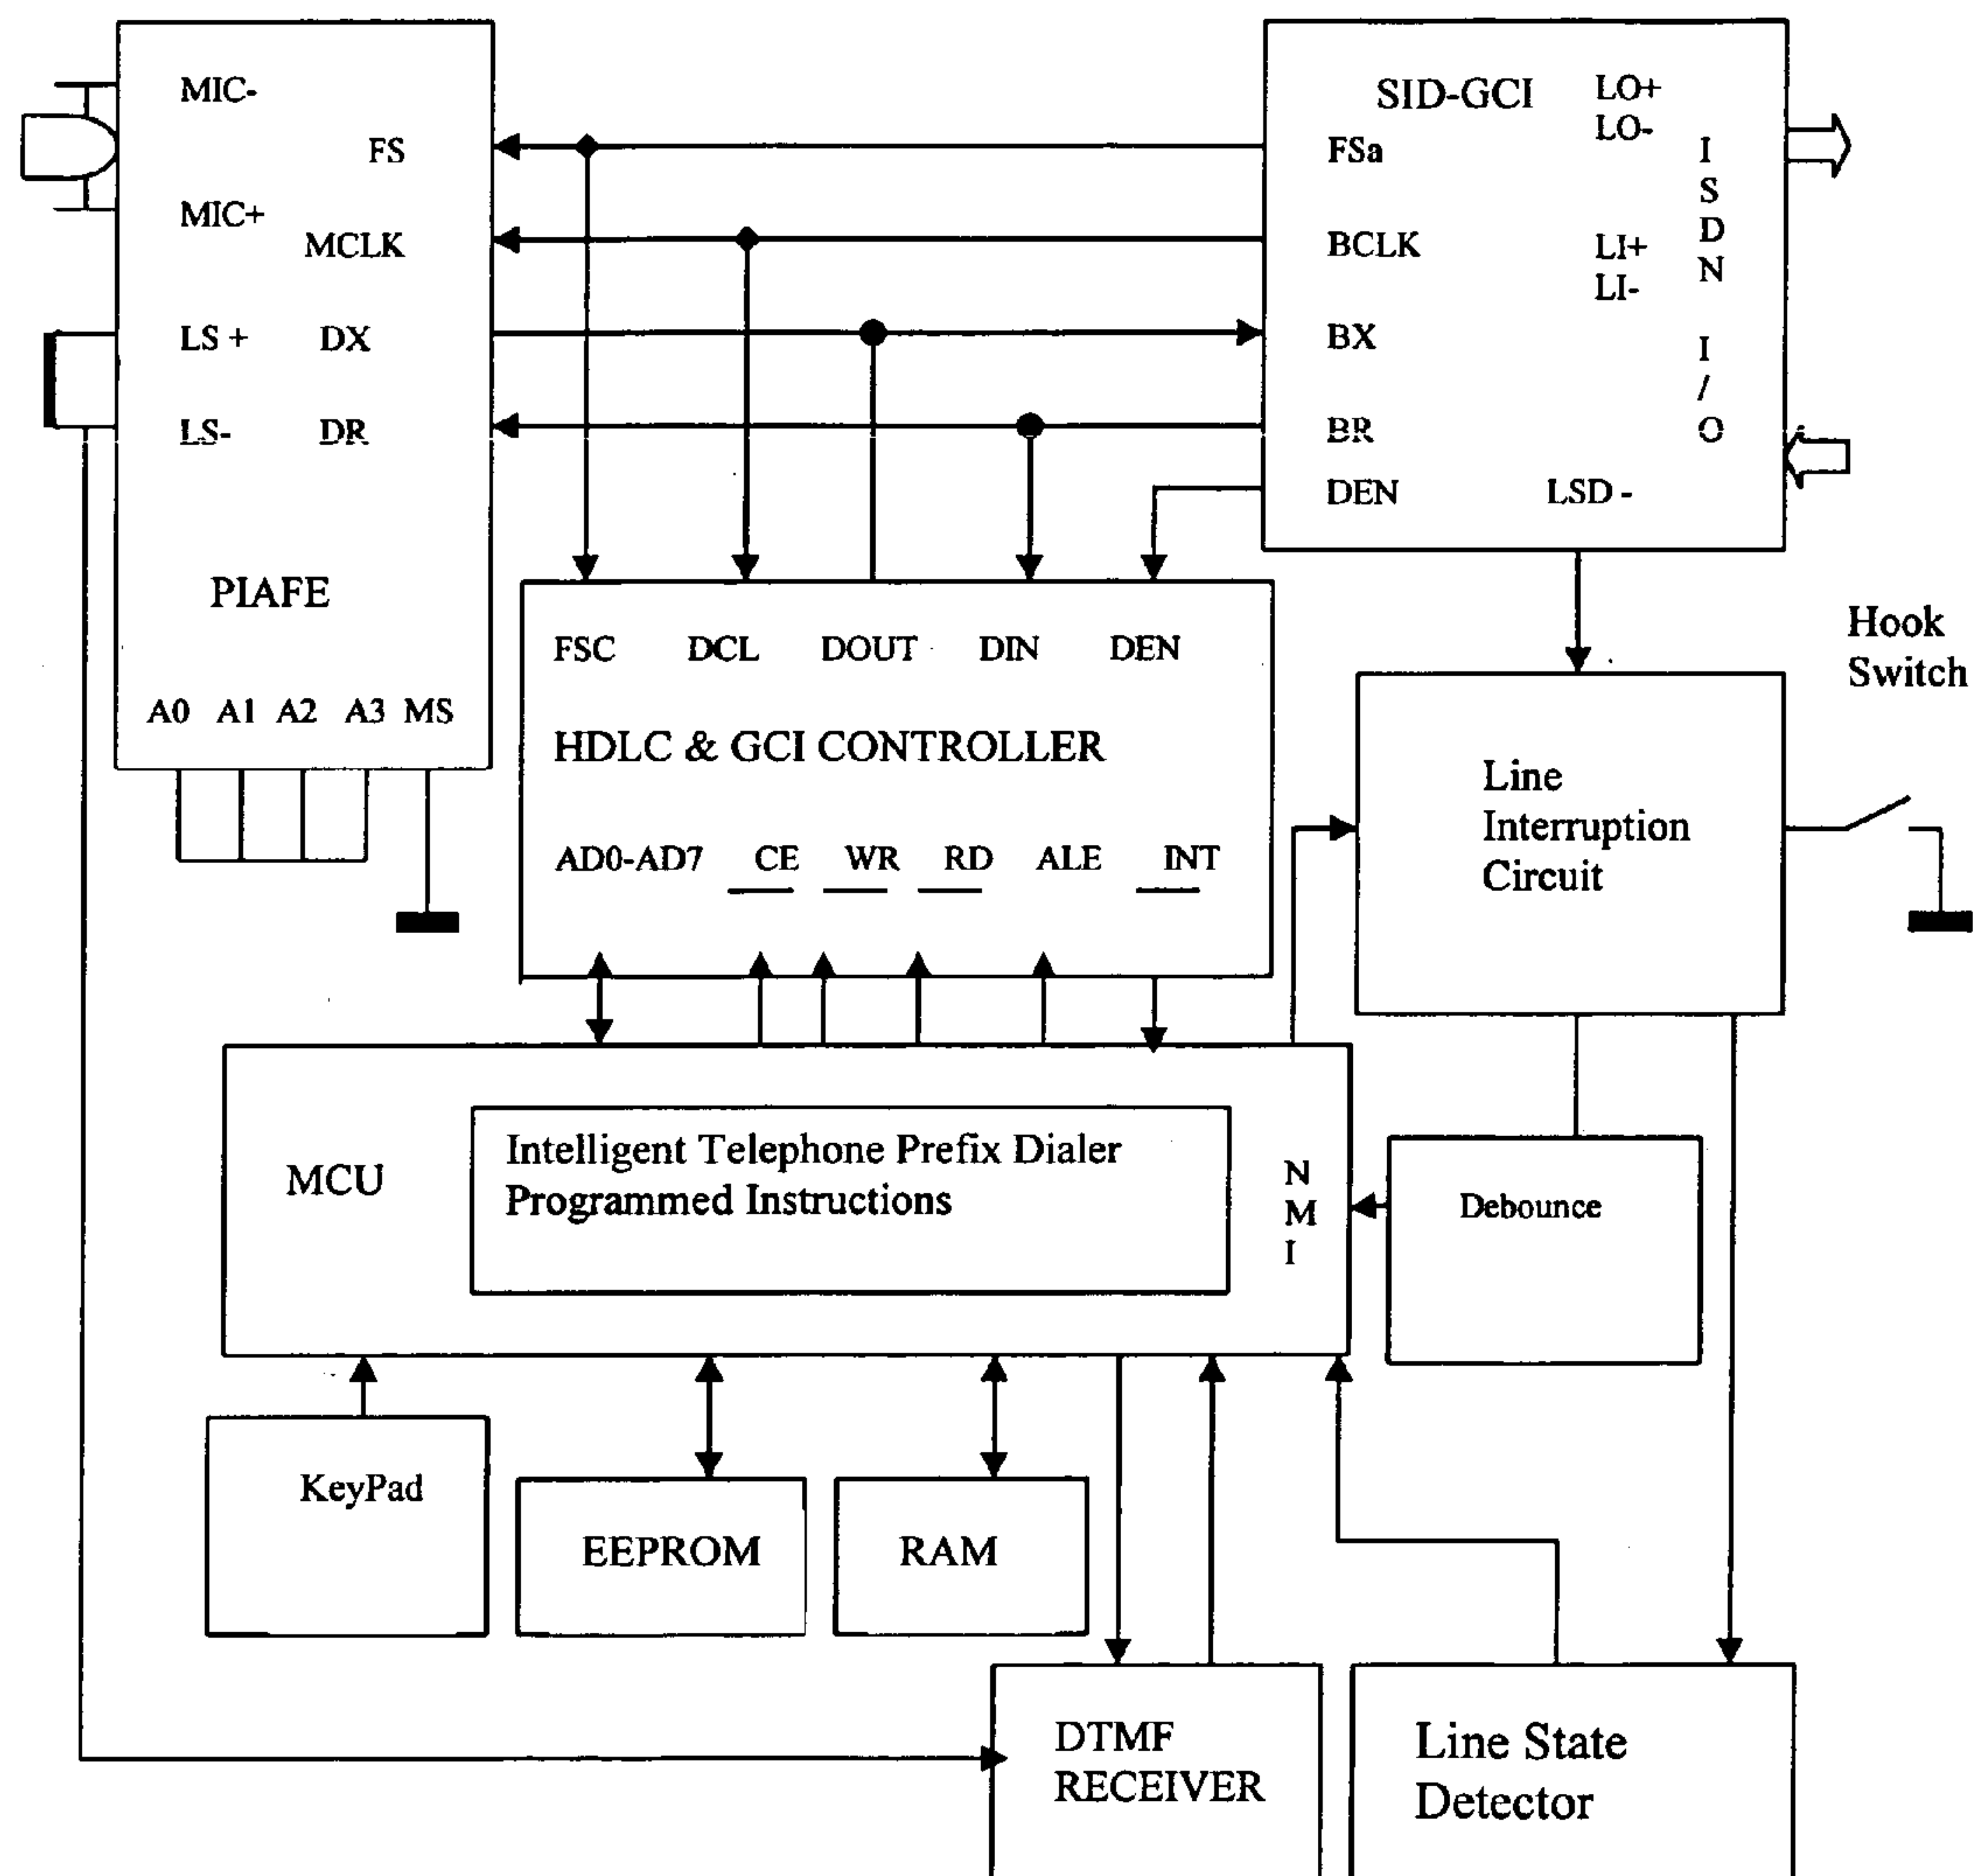 MIC-
FS
MIC+
MCLK
LS + DX
LS- DR
PIAFE
A0 A1 A2 A3 MS
SID-GCI
LO+
LO-
FSa
BCLK
LI+
LI-
BX
BR
DEN
LSD -
I
S
D
N
I
/
O
FSC DCL DOUT DIN DEN
HDLC & GCI CONTROLLER
AD0-AD7 CE WR RD ALE INT
Hook
Switch
Line
Interruption
Circuit
MCU
Intelligent Telephone Prefix Dialer
Programmed Instructions
N
M
I
Debounce
KeyPad
EEPROM
RAM
DTMF
RECEIVER
Line State
Detector